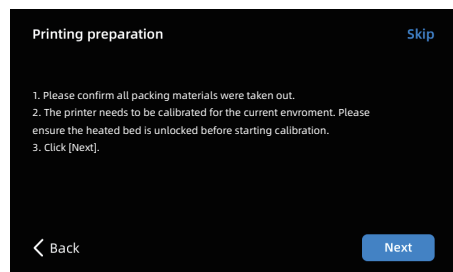 Printing preparation
Skip
1. Please confirm all packing materials were taken out.
2. The printer needs to be calibrated for the current enviroment. Please
ensure the heated bed is unlocked before starting calibration.
3. Click [Next].
Back
Next